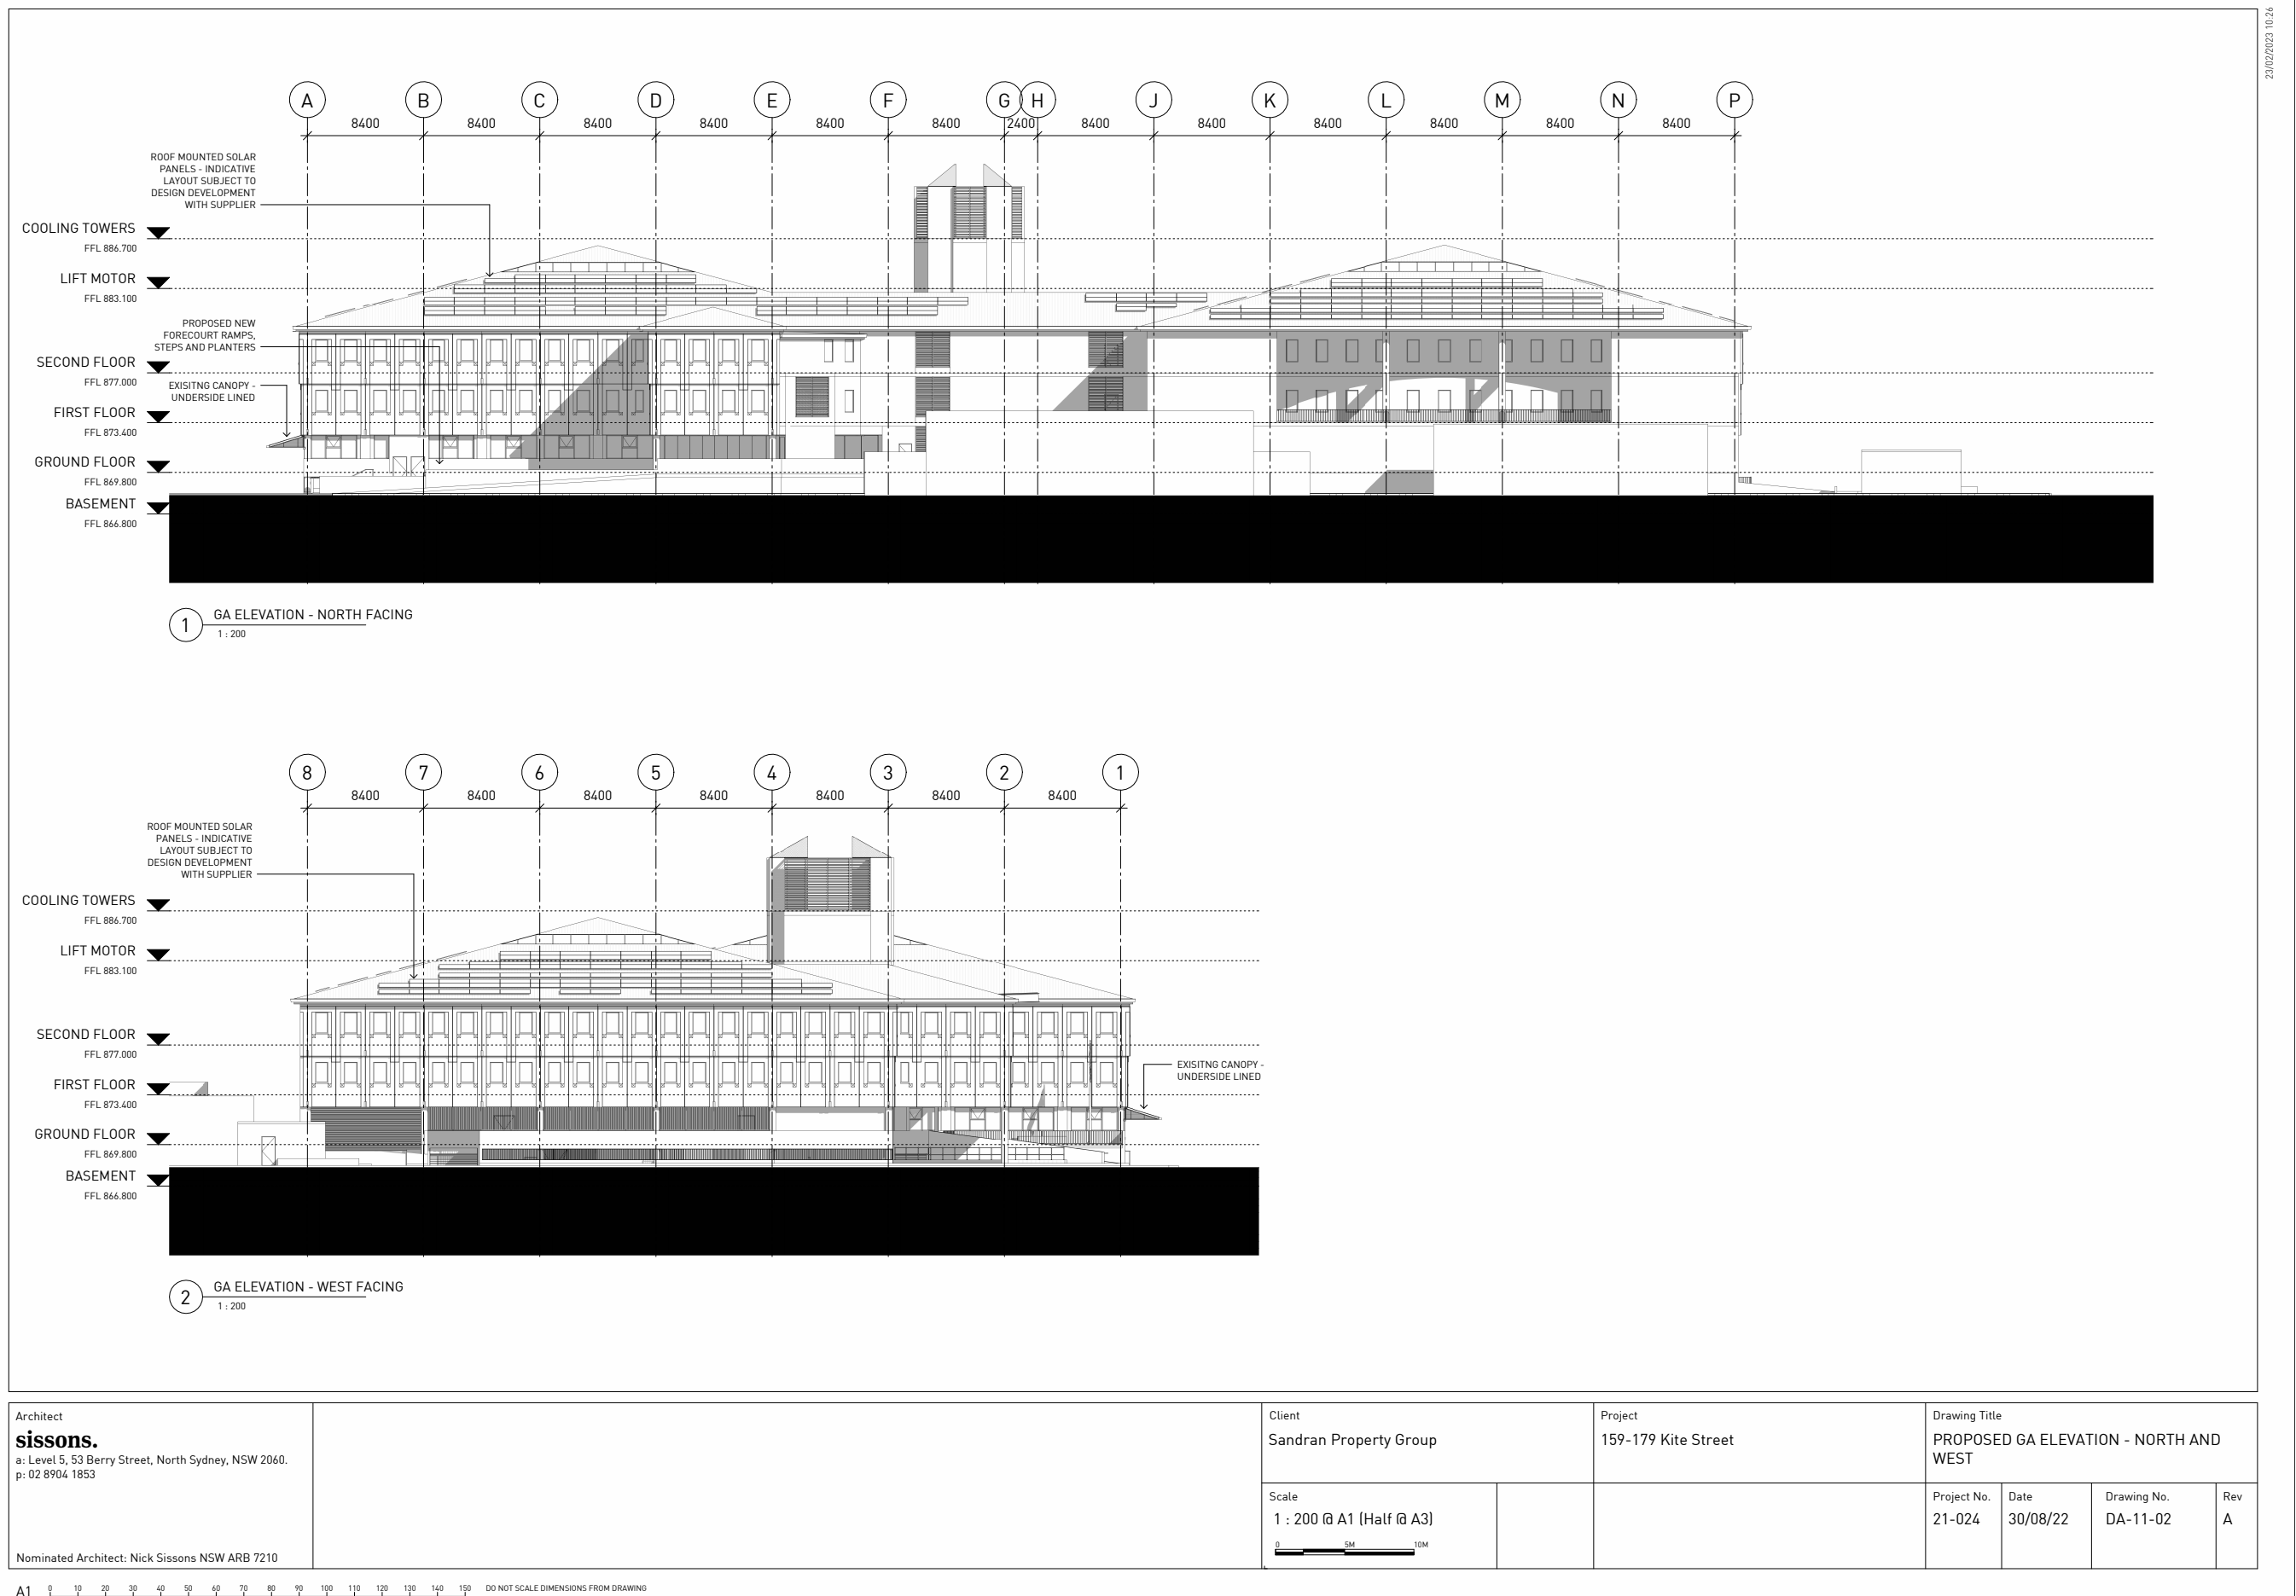 23/02/2023 10:26
A B C D E F G H J K L M N P
8400 8400 8400 8400 8400 8400 2400 8400 8400 8400 8400 8400 8400
ROOF MOUNTED SOLAR
PANELS - INDICATIVE
LAYOUT SUBJECT TO
DESIGN DEVELOPMENT
WITH SUPPLIER
COOLING TOWERS
FFL 886.700
LIFT MOTOR
FFL 883.100
PROPOSED NEW
FORECOURT RAMPS,
STEPS AND PLANTERS
SECOND FLOOR
FFL 877.000
EXISITNG CANOPY -
UNDERSIDE LINED
FIRST FLOOR
FFL 873.400
GROUND FLOOR
FFL 869.800
BASEMENT
FFL 866.800
1 GA ELEVATION - NORTH FACING
1 : 200
8 7 6 5 4 3 2 1
8400 8400 8400 8400 8400 8400 8400
ROOF MOUNTED SOLAR
PANELS - INDICATIVE
LAYOUT SUBJECT TO
DESIGN DEVELOPMENT
WITH SUPPLIER
COOLING TOWERS
FFL 886.700
LIFT MOTOR
FFL 883.100
SECOND FLOOR
FFL 877.000
EXISITNG CANOPY -
UNDERSIDE LINED
FIRST FLOOR
FFL 873.400
GROUND FLOOR
FFL 869.800
BASEMENT
FFL 866.800
2 GA ELEVATION - WEST FACING
1 : 200
Architect
sissons.
a: Level 5, 53 Berry Street, North Sydney, NSW 2060.
p: 02 8904 1853
Nominated Architect: Nick Sissons NSW ARB 7210
Client
Sandran Property Group
Project
159-179 Kite Street
Drawing Title
PROPOSED GA ELEVATION - NORTH AND
WEST
Scale
1 : 200 @ A1 (Half @ A3)
0 5M 10M
Project No.
21-024
Date
30/08/22
Drawing No.
DA-11-02
Rev
A
A1 0 10 20 30 40 50 60 70 80 90 100 110 120 130 140 150 DO NOT SCALE DIMENSIONS FROM DRAWING